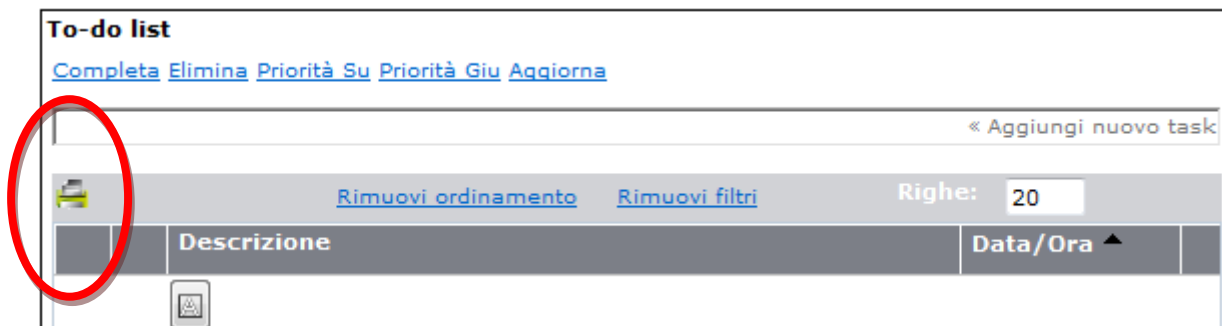 To-do list
Completa Elimina Priorità Su Priorità Giu Aggiorna
« Aggiungi nuovo task
Rimuovi ordinamento Rimuovi filtri Righe: 20
Descrizione Data/Ora